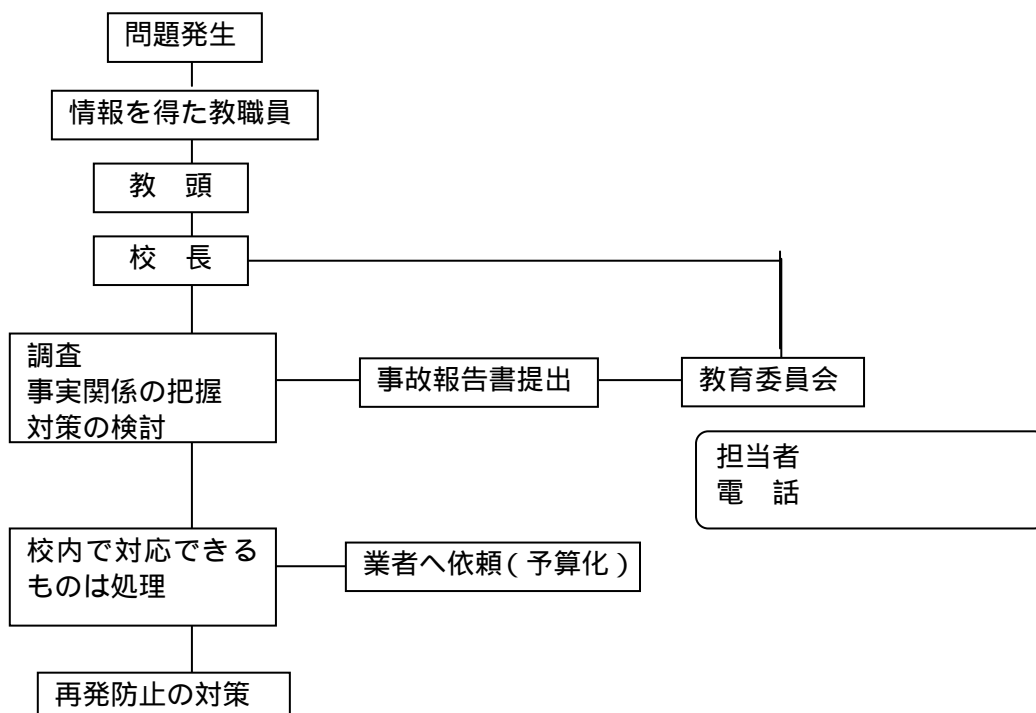 問題発生
情報を得た教職員
教　頭
校　長
調査
事実関係の把握
対策の検討
事故報告書提出
教育委員会
担当者
電　話
校内で対応できる
ものは処理
業者へ依頼（予算化）
再発防止の対策